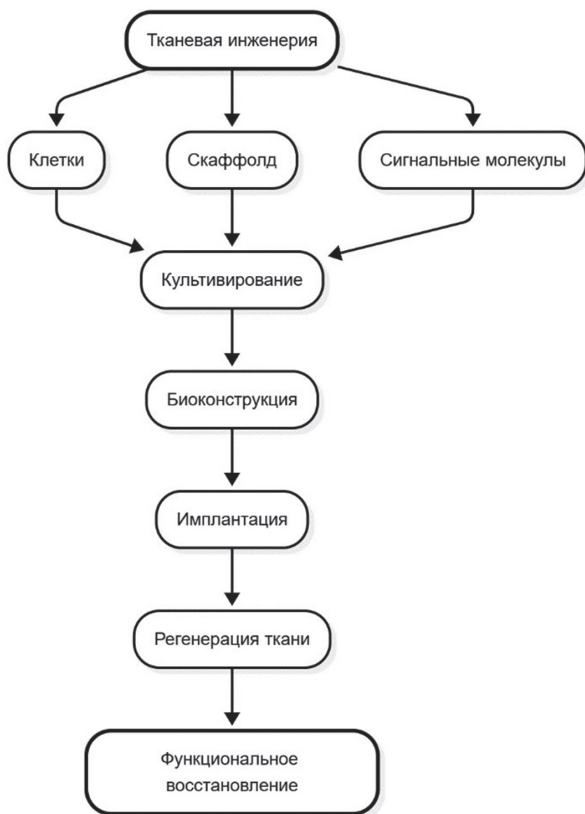 Тканевая инженерия
Клетки
Скаффолд
Сигнальные молекулы
Культивирование
Биоконструкция
Имплантация
Регенерация ткани
Функциональное
восстановление